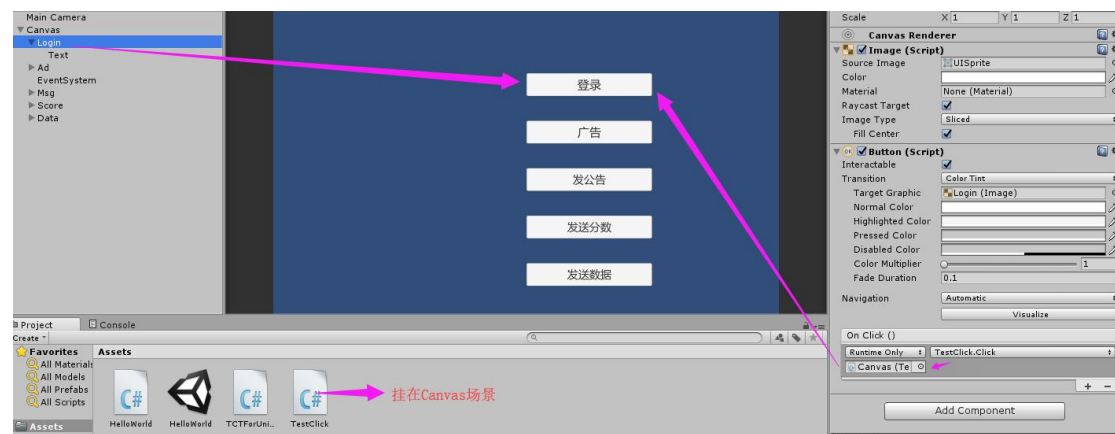 Main Camera
Canvas
Login
Text
Ad
EventSystem
Msg
Score
Data
登录
广告
发公告
发送分数
发送数据
Scale X 1 Y 1 Z 1
Canvas Renderer
Image (Script)
Source Image UISprite
Color
Material None (Material)
Raycast Target
Image Type Sliced
Fill Center
Button (Script)
Interactable
Transition Color Tint
Target Graphic Login (Image)
Normal Color
Highlighted Color
Pressed Color
Disabled Color
Color Multiplier 1
Fade Duration 0.1
Navigation Automatic
Visualize
On Click ()
Runtime Only TestClick.Click
Canvas (Te
+ -
Add Component
Project Console
Create
Favorites
All Materials
All Models
All Prefabs
All Scripts
Assets
Assets
C# C# C#
HelloWorld HelloWorld TCTForUni... TestClick
挂在Canvas场景